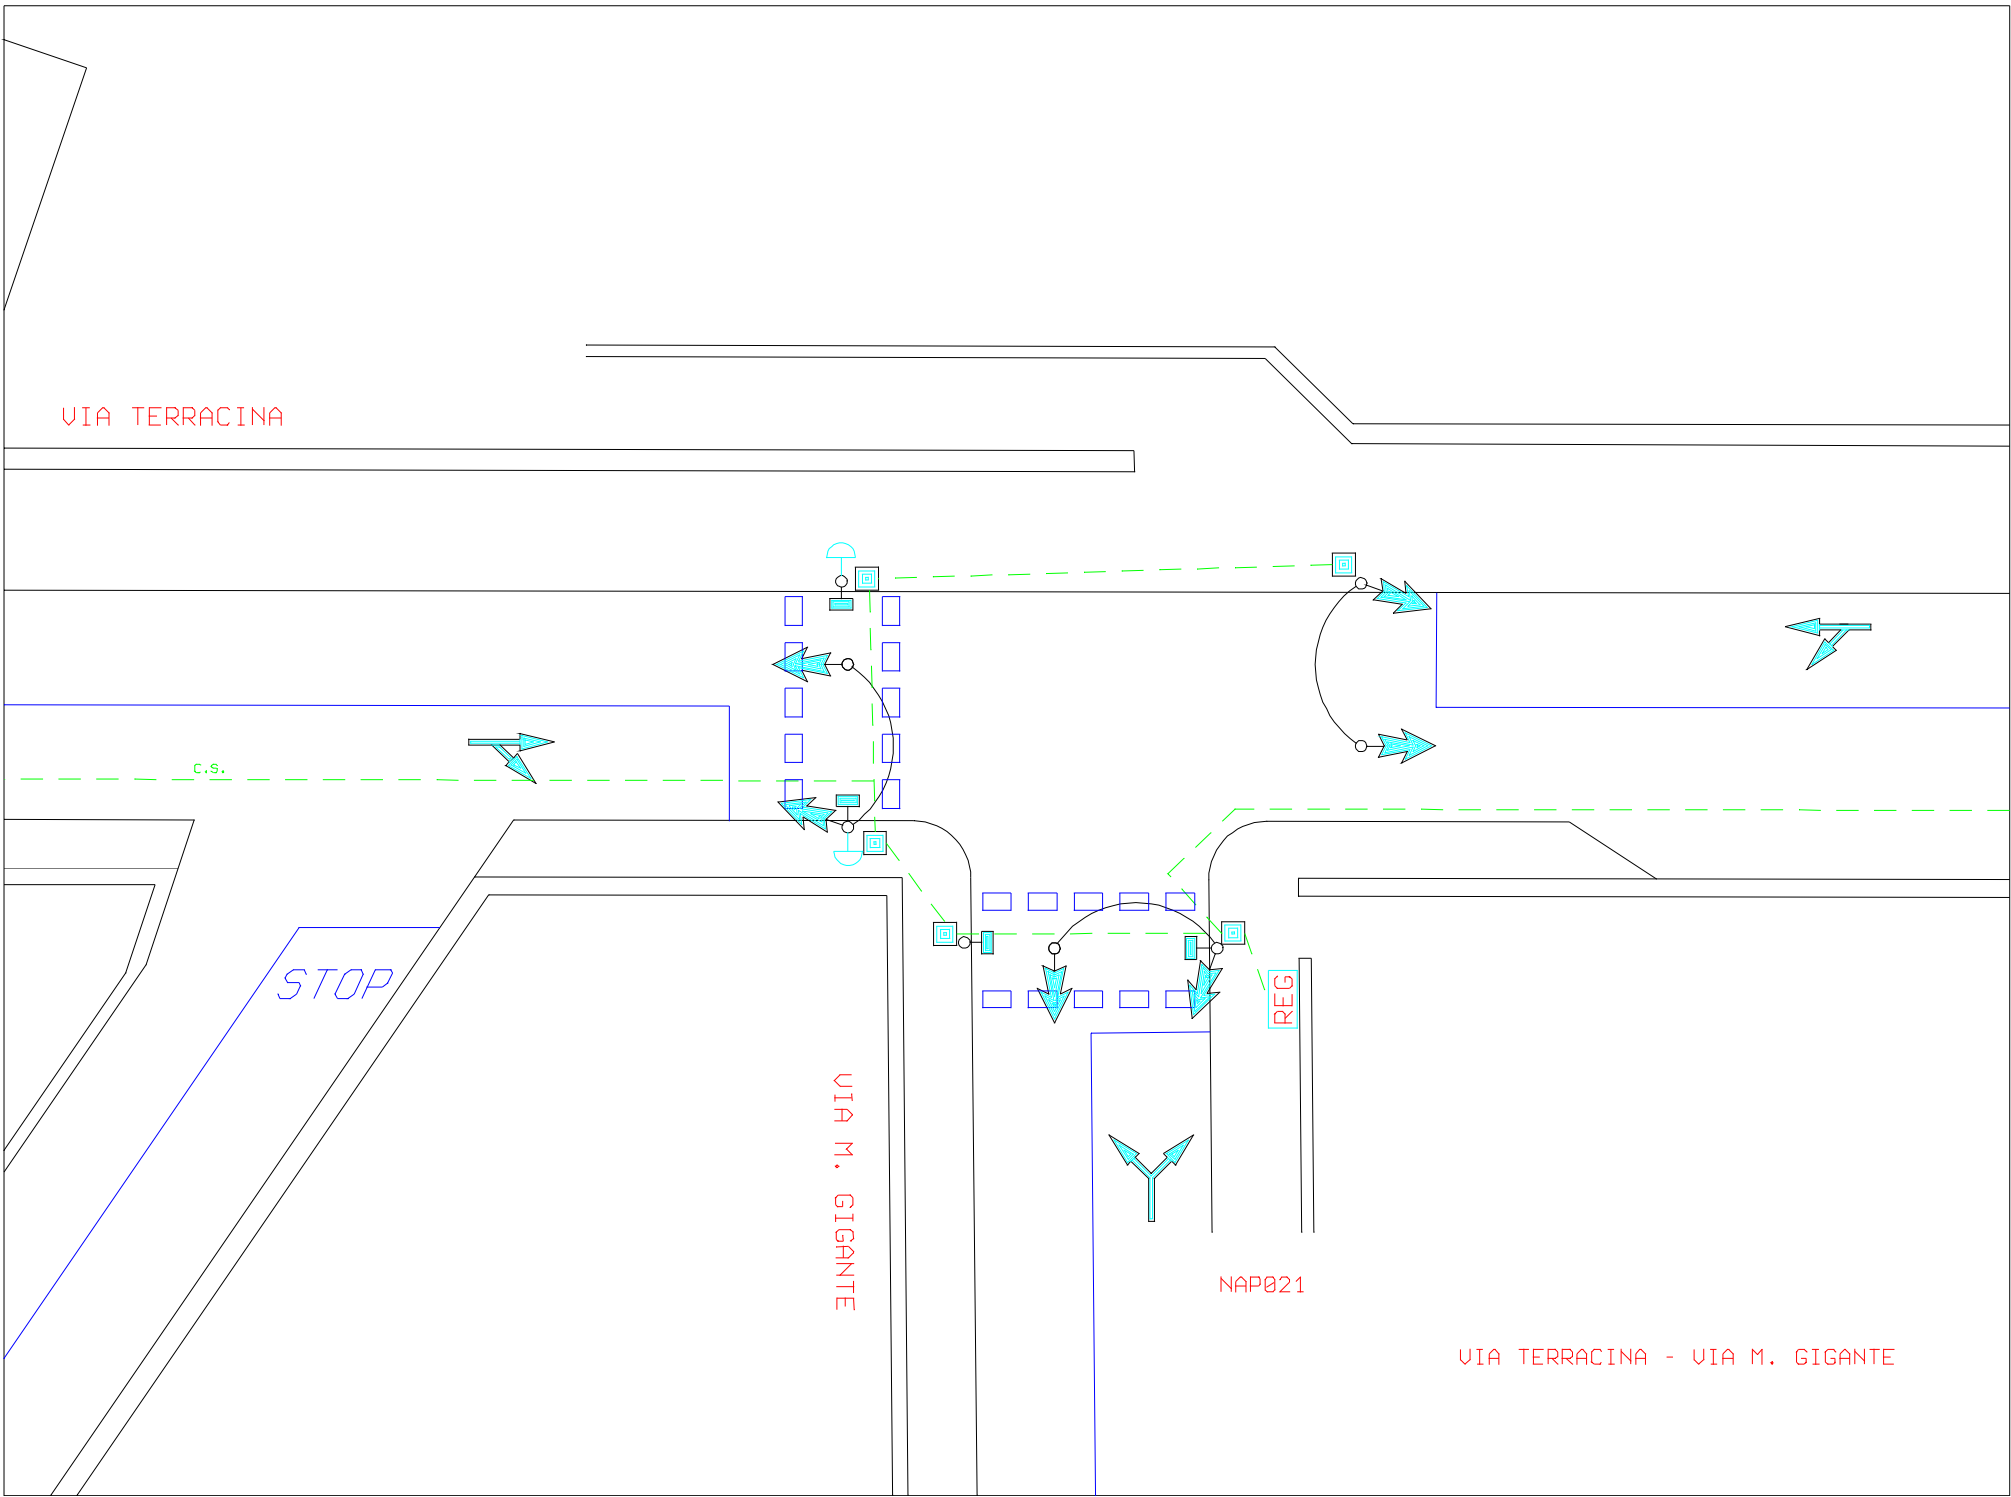 VIA TERRACINA
c.s.
STOP
REG
VIA M. GIGANTE
NAP021
VIA TERRACINA - VIA M. GIGANTE